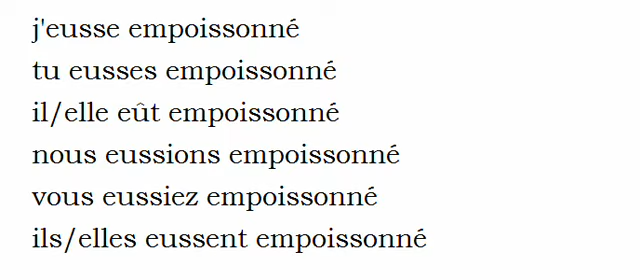 j'eusse empoissonné
tu eusses empoissonné
il/elle eût empoissonné
nous eussions empoissonné
vous eussiez empoissonné
ils/elles eussent empoissonné